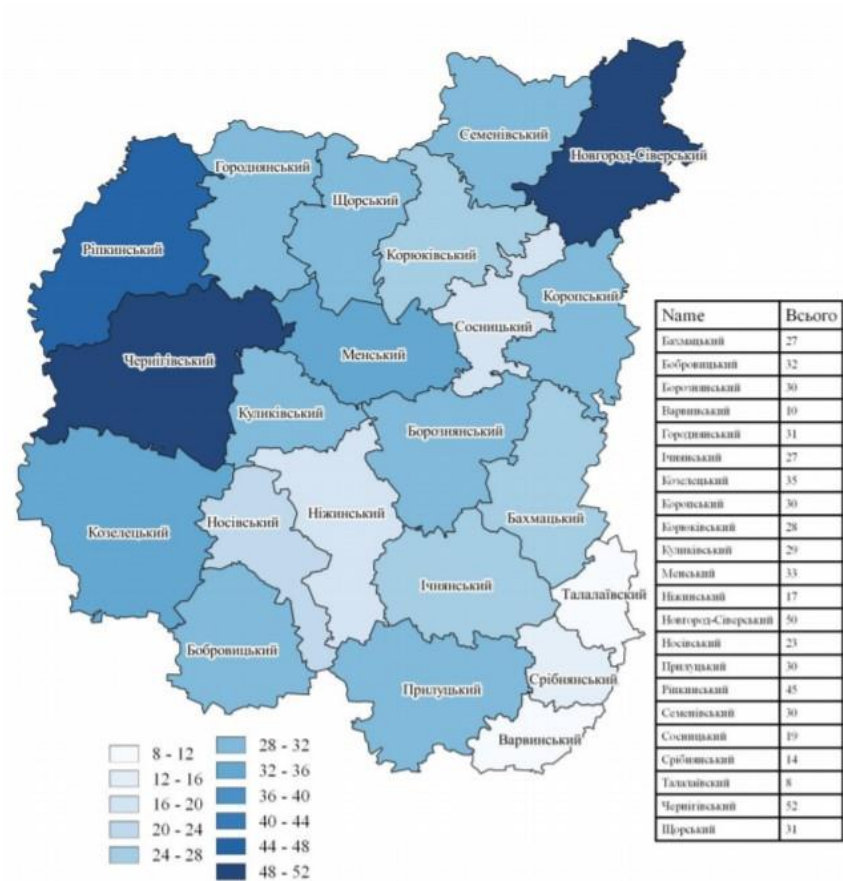 Семенівський
Новгород-Сіверський
Городнянський
Щорський
Ріпкинський
Корюківський
Коропський
Сосницький
Менський
Чернігівський
Куликівський
Борознянський
Носівський
Ніжинський
Бахмацький
Козелецький
Ічнянський
Талалаївский
Бобровицький
Прилуцький
Срібнянський
Варвинський
8 - 12
12 - 16
16 - 20
20 - 24
24 - 28
28 - 32
32 - 36
36 - 40
40 - 44
44 - 48
48 - 52
Name Всього
Бахмацький 27
Бобровицький 32
Борознянський 30
Варвинський 10
Городнянський 31
Ічнянський 27
Козелецький 35
Коропський 30
Корюківський 28
Куликівський 29
Менський 33
Ніжинський 17
Новгород-Сіверський 50
Носівський 23
Прилуцький 30
Ріпкинський 45
Семенівський 30
Сосницький 19
Срібнянський 14
Талалаївский 8
Чернігівський 52
Щорський 31